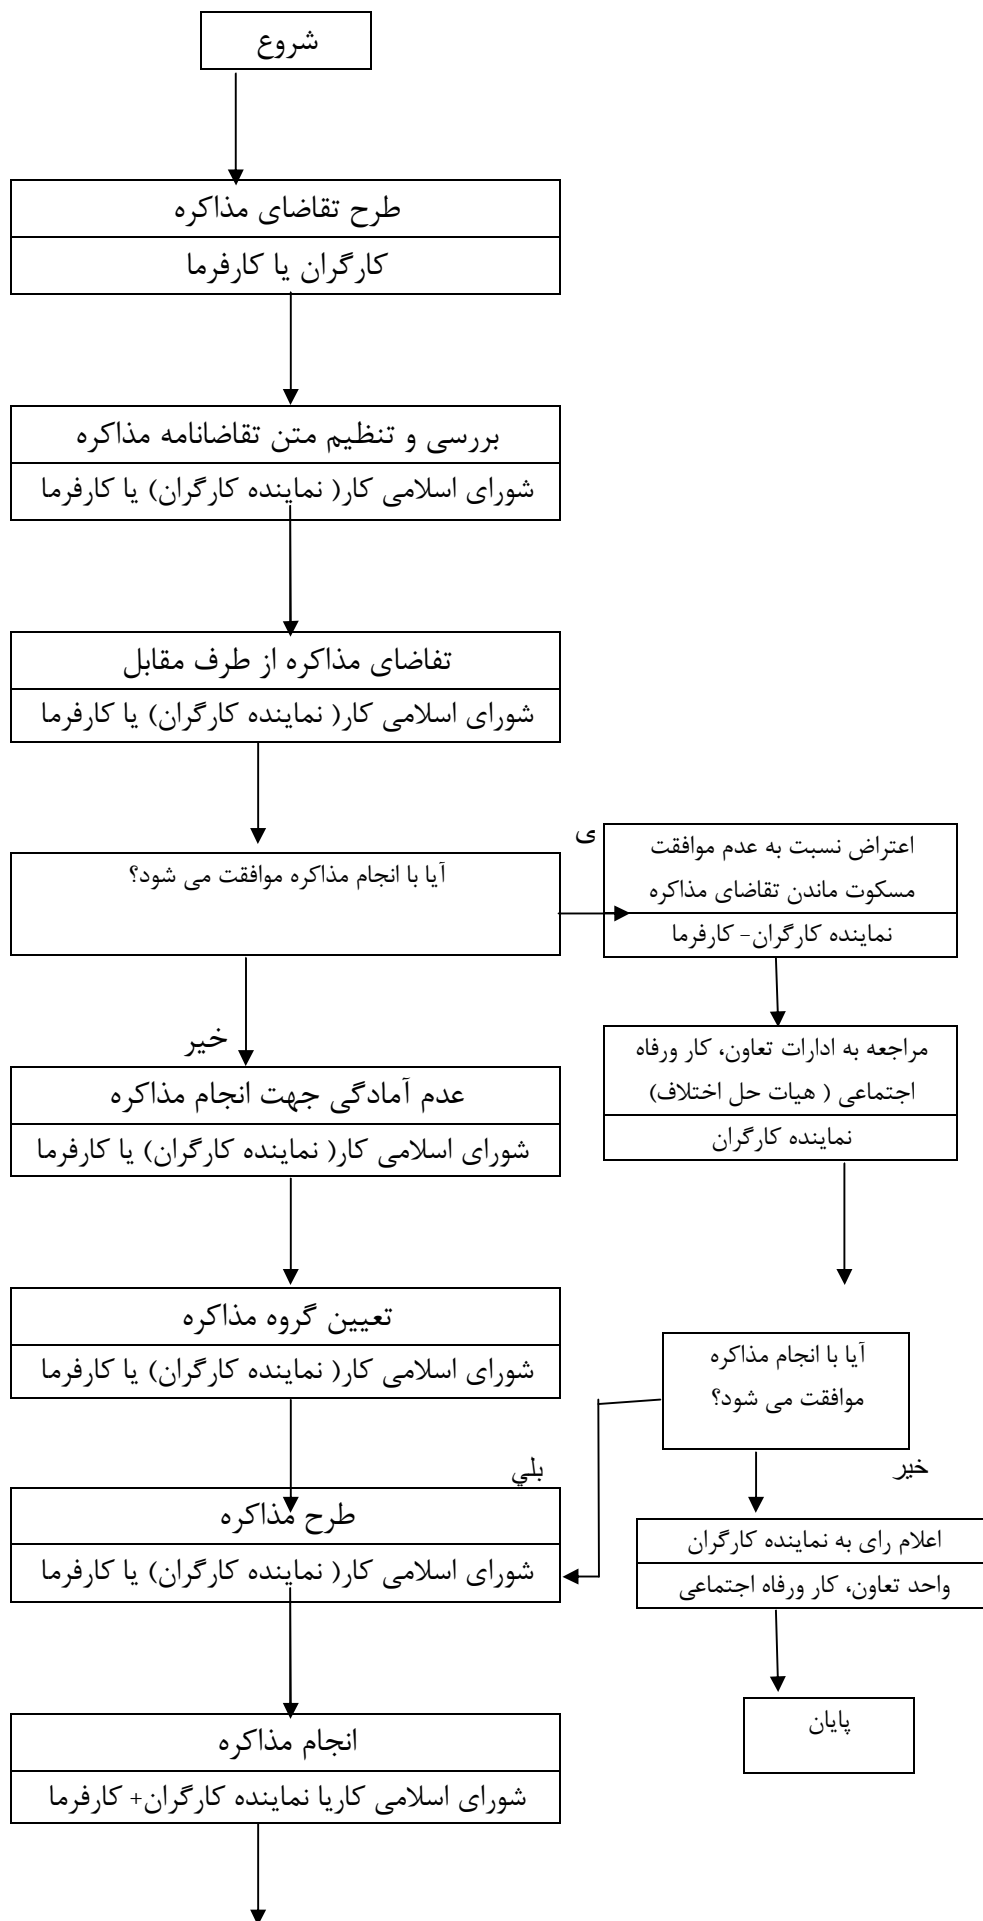 شروع
طرح تقاضای مذاکره
کارگران یا کارفرما
بررسی و تنظیم متن تقاضانامه مذاکره
شورای اسلامی کار( نماینده کارگران) یا کارفرما
تفاضای مذاکره از طرف مقابل
شورای اسلامی کار( نماینده کارگران) یا کارفرما
آیا با انجام مذاکره موافقت می شود؟
ی
اعتراض نسبت به عدم موافقت
مسکوت ماندن تقاضای مذاکره
نماینده کارگران- کارفرما
خیر
مراجعه به ادارات تعاون، کار ورفاه
اجتماعی ( هیات حل اختلاف)
نماینده کارگران
عدم آمادگی جهت انجام مذاکره
شورای اسلامی کار( نماینده کارگران) یا کارفرما
تعیین گروه مذاکره
شورای اسلامی کار( نماینده کارگران) یا کارفرما
آیا با انجام مذاکره
موافقت می شود؟
بلي
خیر
طرح مذاکره
شورای اسلامی کار( نماینده کارگران) یا کارفرما
اعلام رای به نماینده کارگران
واحد تعاون، کار ورفاه اجتماعی
انجام مذاکره
شورای اسلامی کاریا نماینده کارگران+ کارفرما
پایان